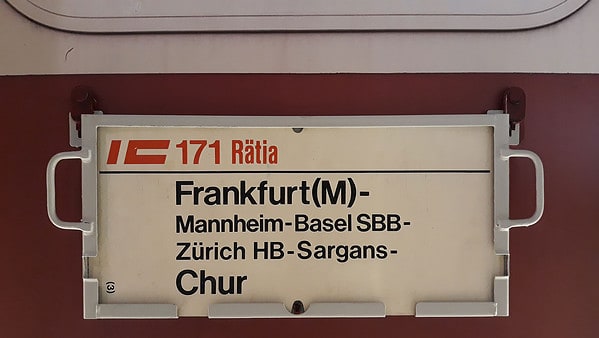 IC 171 Rätia
Frankfurt(M)-
Mannheim-Basel SBB-
Zürich HB-Sargans-
Chur
(3)